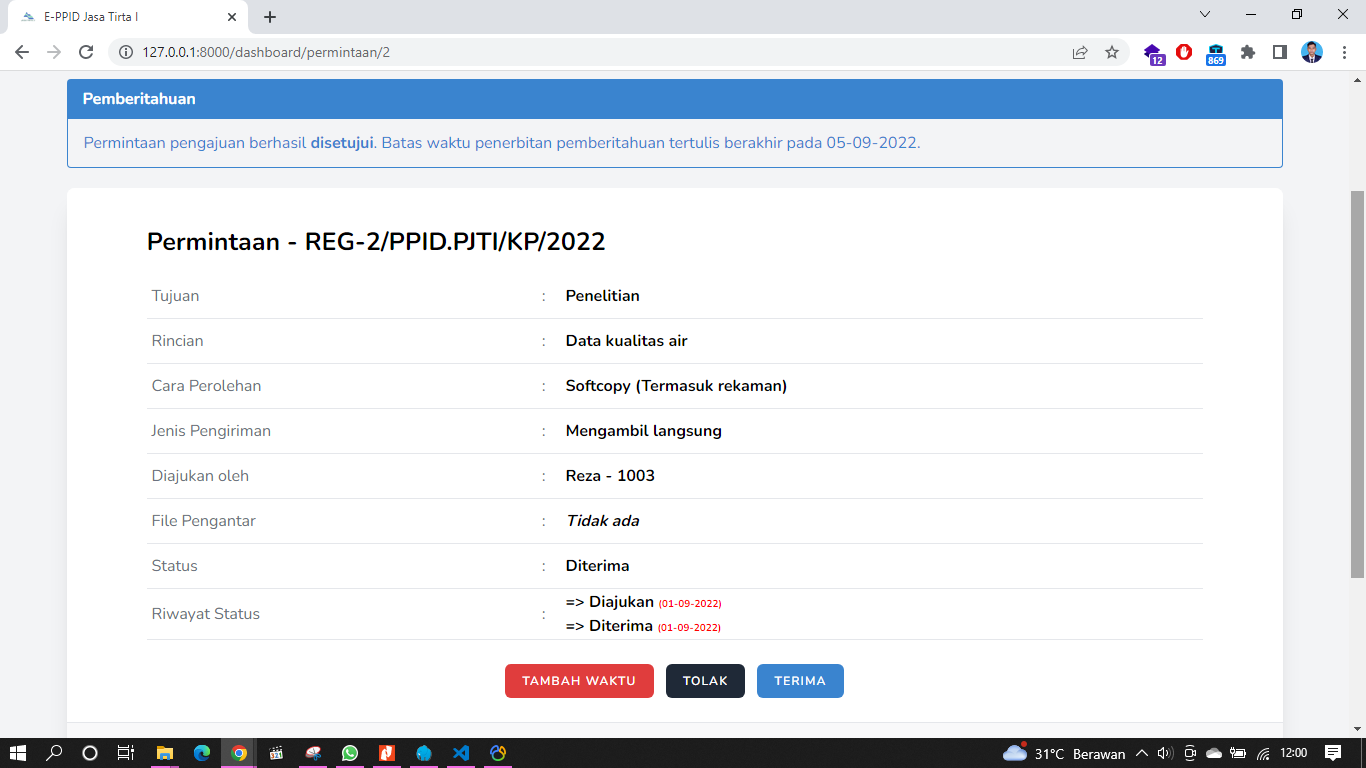 E-PPID Jasa Tirta I
127.0.0.1:8000/dashboard/permintaan/2
12
869
Pemberitahuan
Permintaan pengajuan berhasil disetujui. Batas waktu penerbitan pemberitahuan tertulis berakhir pada 05-09-2022.
Permintaan - REG-2/PPID.PJTI/KP/2022
Tujuan : Penelitian
Rincian : Data kualitas air
Cara Perolehan : Softcopy (Termasuk rekaman)
Jenis Pengiriman : Mengambil langsung
Diajukan oleh : Reza - 1003
File Pengantar : Tidak ada
Status : Diterima
Riwayat Status : => Diajukan (01-09-2022)
=> Diterima (01-09-2022)
TAMBAH WAKTU TOLAK TERIMA
31°C Berawan 12:00